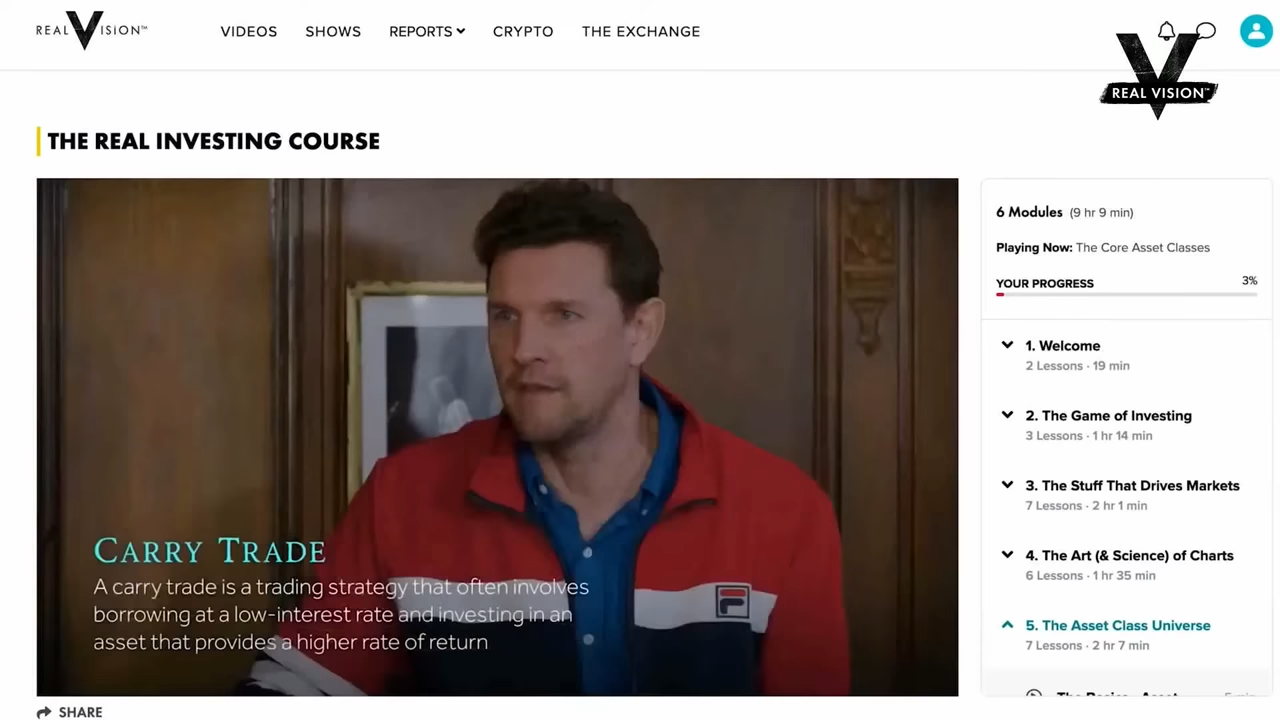 REAL VISION™
VIDEOS
SHOWS
REPORTS
CRYPTO
THE EXCHANGE
REAL VISION™
THE REAL INVESTING COURSE
CARRY TRADE
A carry trade is a trading strategy that often involves
borrowing at a low-interest rate and investing in an
asset that provides a higher rate of return
SHARE
6 Modules (9 hr 9 min)
Playing Now: The Core Asset Classes
YOUR PROGRESS 3%
1. Welcome
2 Lessons · 19 min
2. The Game of Investing
3 Lessons · 1 hr 14 min
3. The Stuff That Drives Markets
7 Lessons · 2 hr 1 min
4. The Art (& Science) of Charts
6 Lessons · 1 hr 35 min
5. The Asset Class Universe
7 Lessons · 2 hr 7 min